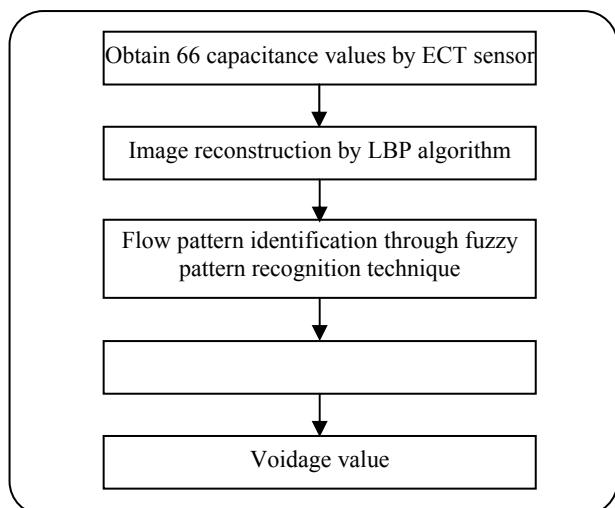 Obtain 66 capacitance values by ECT sensor
Image reconstruction by LBP algorithm
Flow pattern identification through fuzzy
pattern recognition technique
Voidage value